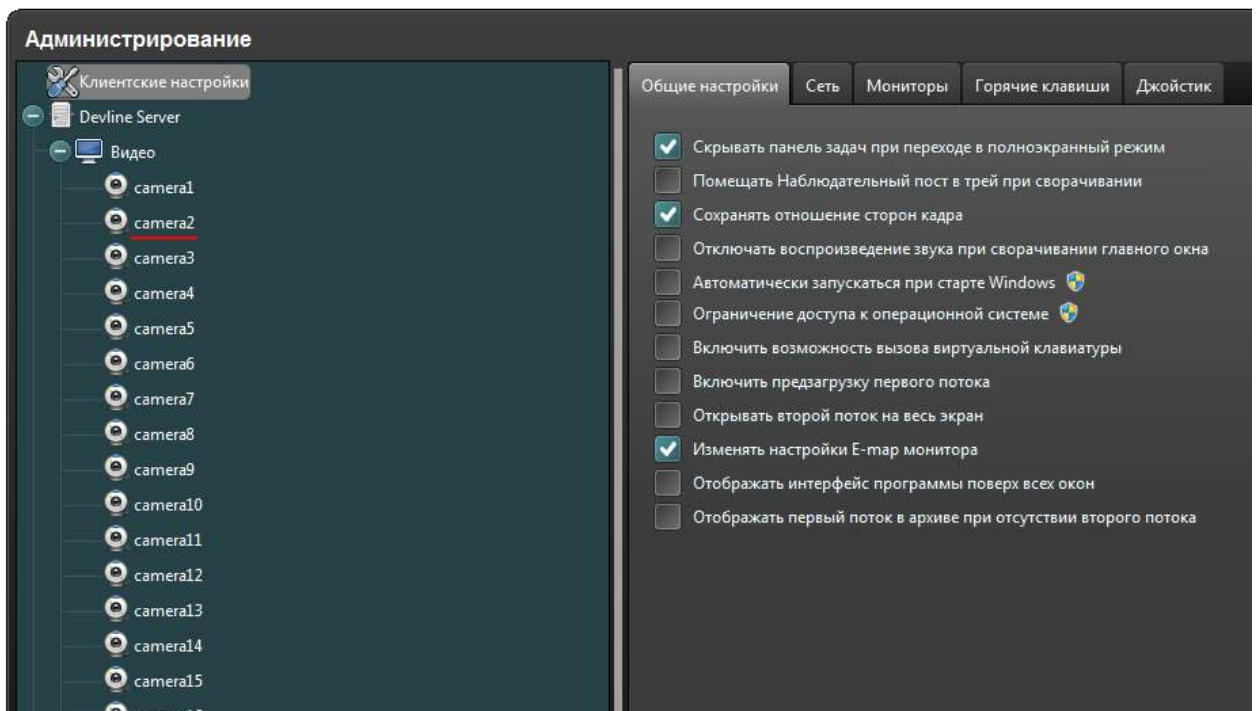 Администрирование
Клиентские настройки
Devline Server
Видео
camera1
camera2
camera3
camera4
camera5
camera6
camera7
camera8
camera9
camera10
camera11
camera12
camera13
camera14
camera15
Общие настройки
Сеть
Мониторы
Горячие клавиши
Джойстик
Скрывать панель задач при переходе в полноэкранный режим
Помещать Наблюдательный пост в трей при сворачивании
Сохранять отношение сторон кадра
Отключать воспроизведение звука при сворачивании главного окна
Автоматически запускаться при старте Windows
Ограничение доступа к операционной системе
Включить возможность вызова виртуальной клавиатуры
Включить предзагрузку первого потока
Открывать второй поток на весь экран
Изменять настройки E-map монитора
Отображать интерфейс программы поверх всех окон
Отображать первый поток в архиве при отсутствии второго потока